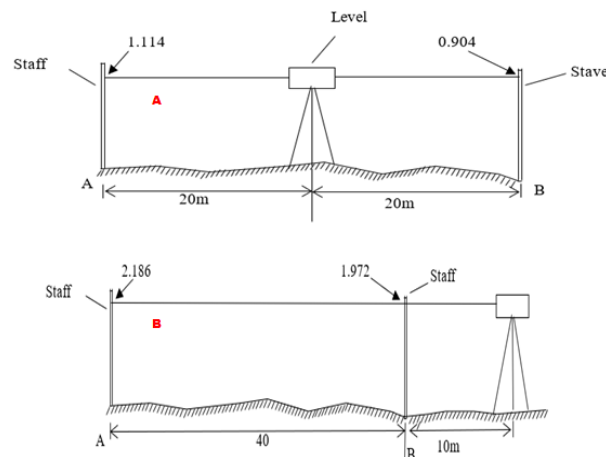 Level
1.114
0.904
Staff
Stave
A
A
B
20m
20m
2.186
1.972
Staff
Staff
B
A
40
B
10m